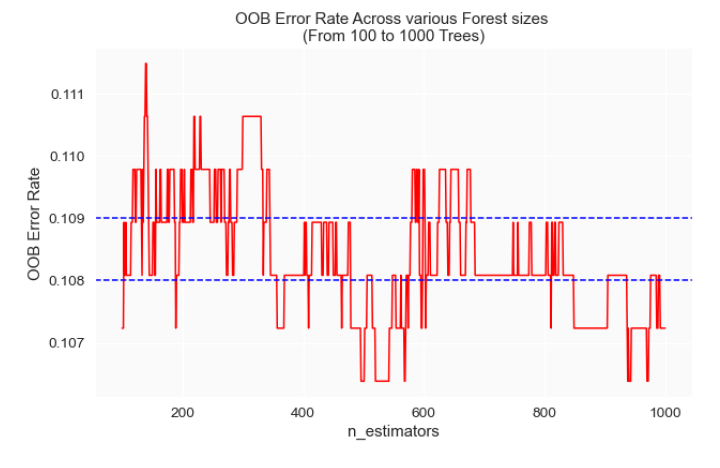 OOB Error Rate Across various Forest sizes
(From 100 to 1000 Trees)
OOB Error Rate
0.111
0.110
0.109
0.108
0.107
200
400
600
800
1000
n_estimators